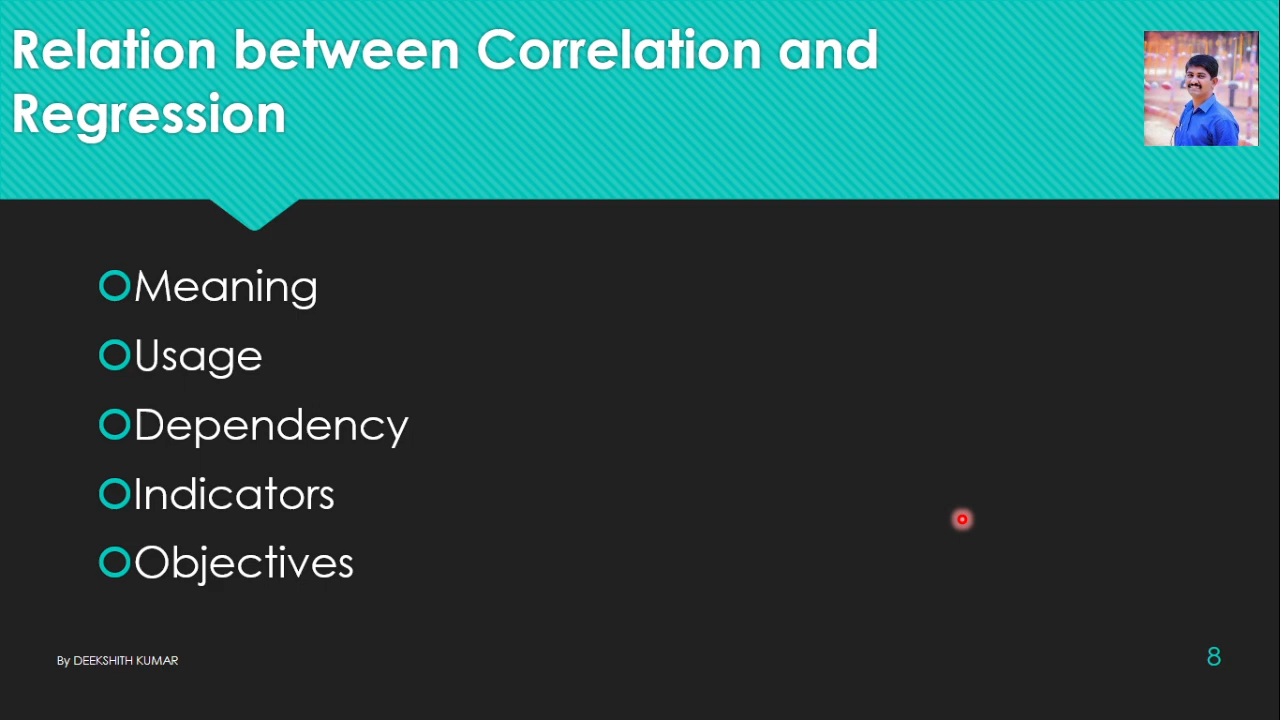 Relation between Correlation and
Regression
Meaning
Usage
Dependency
Indicators
Objectives
By DEEKSHITH KUMAR
8